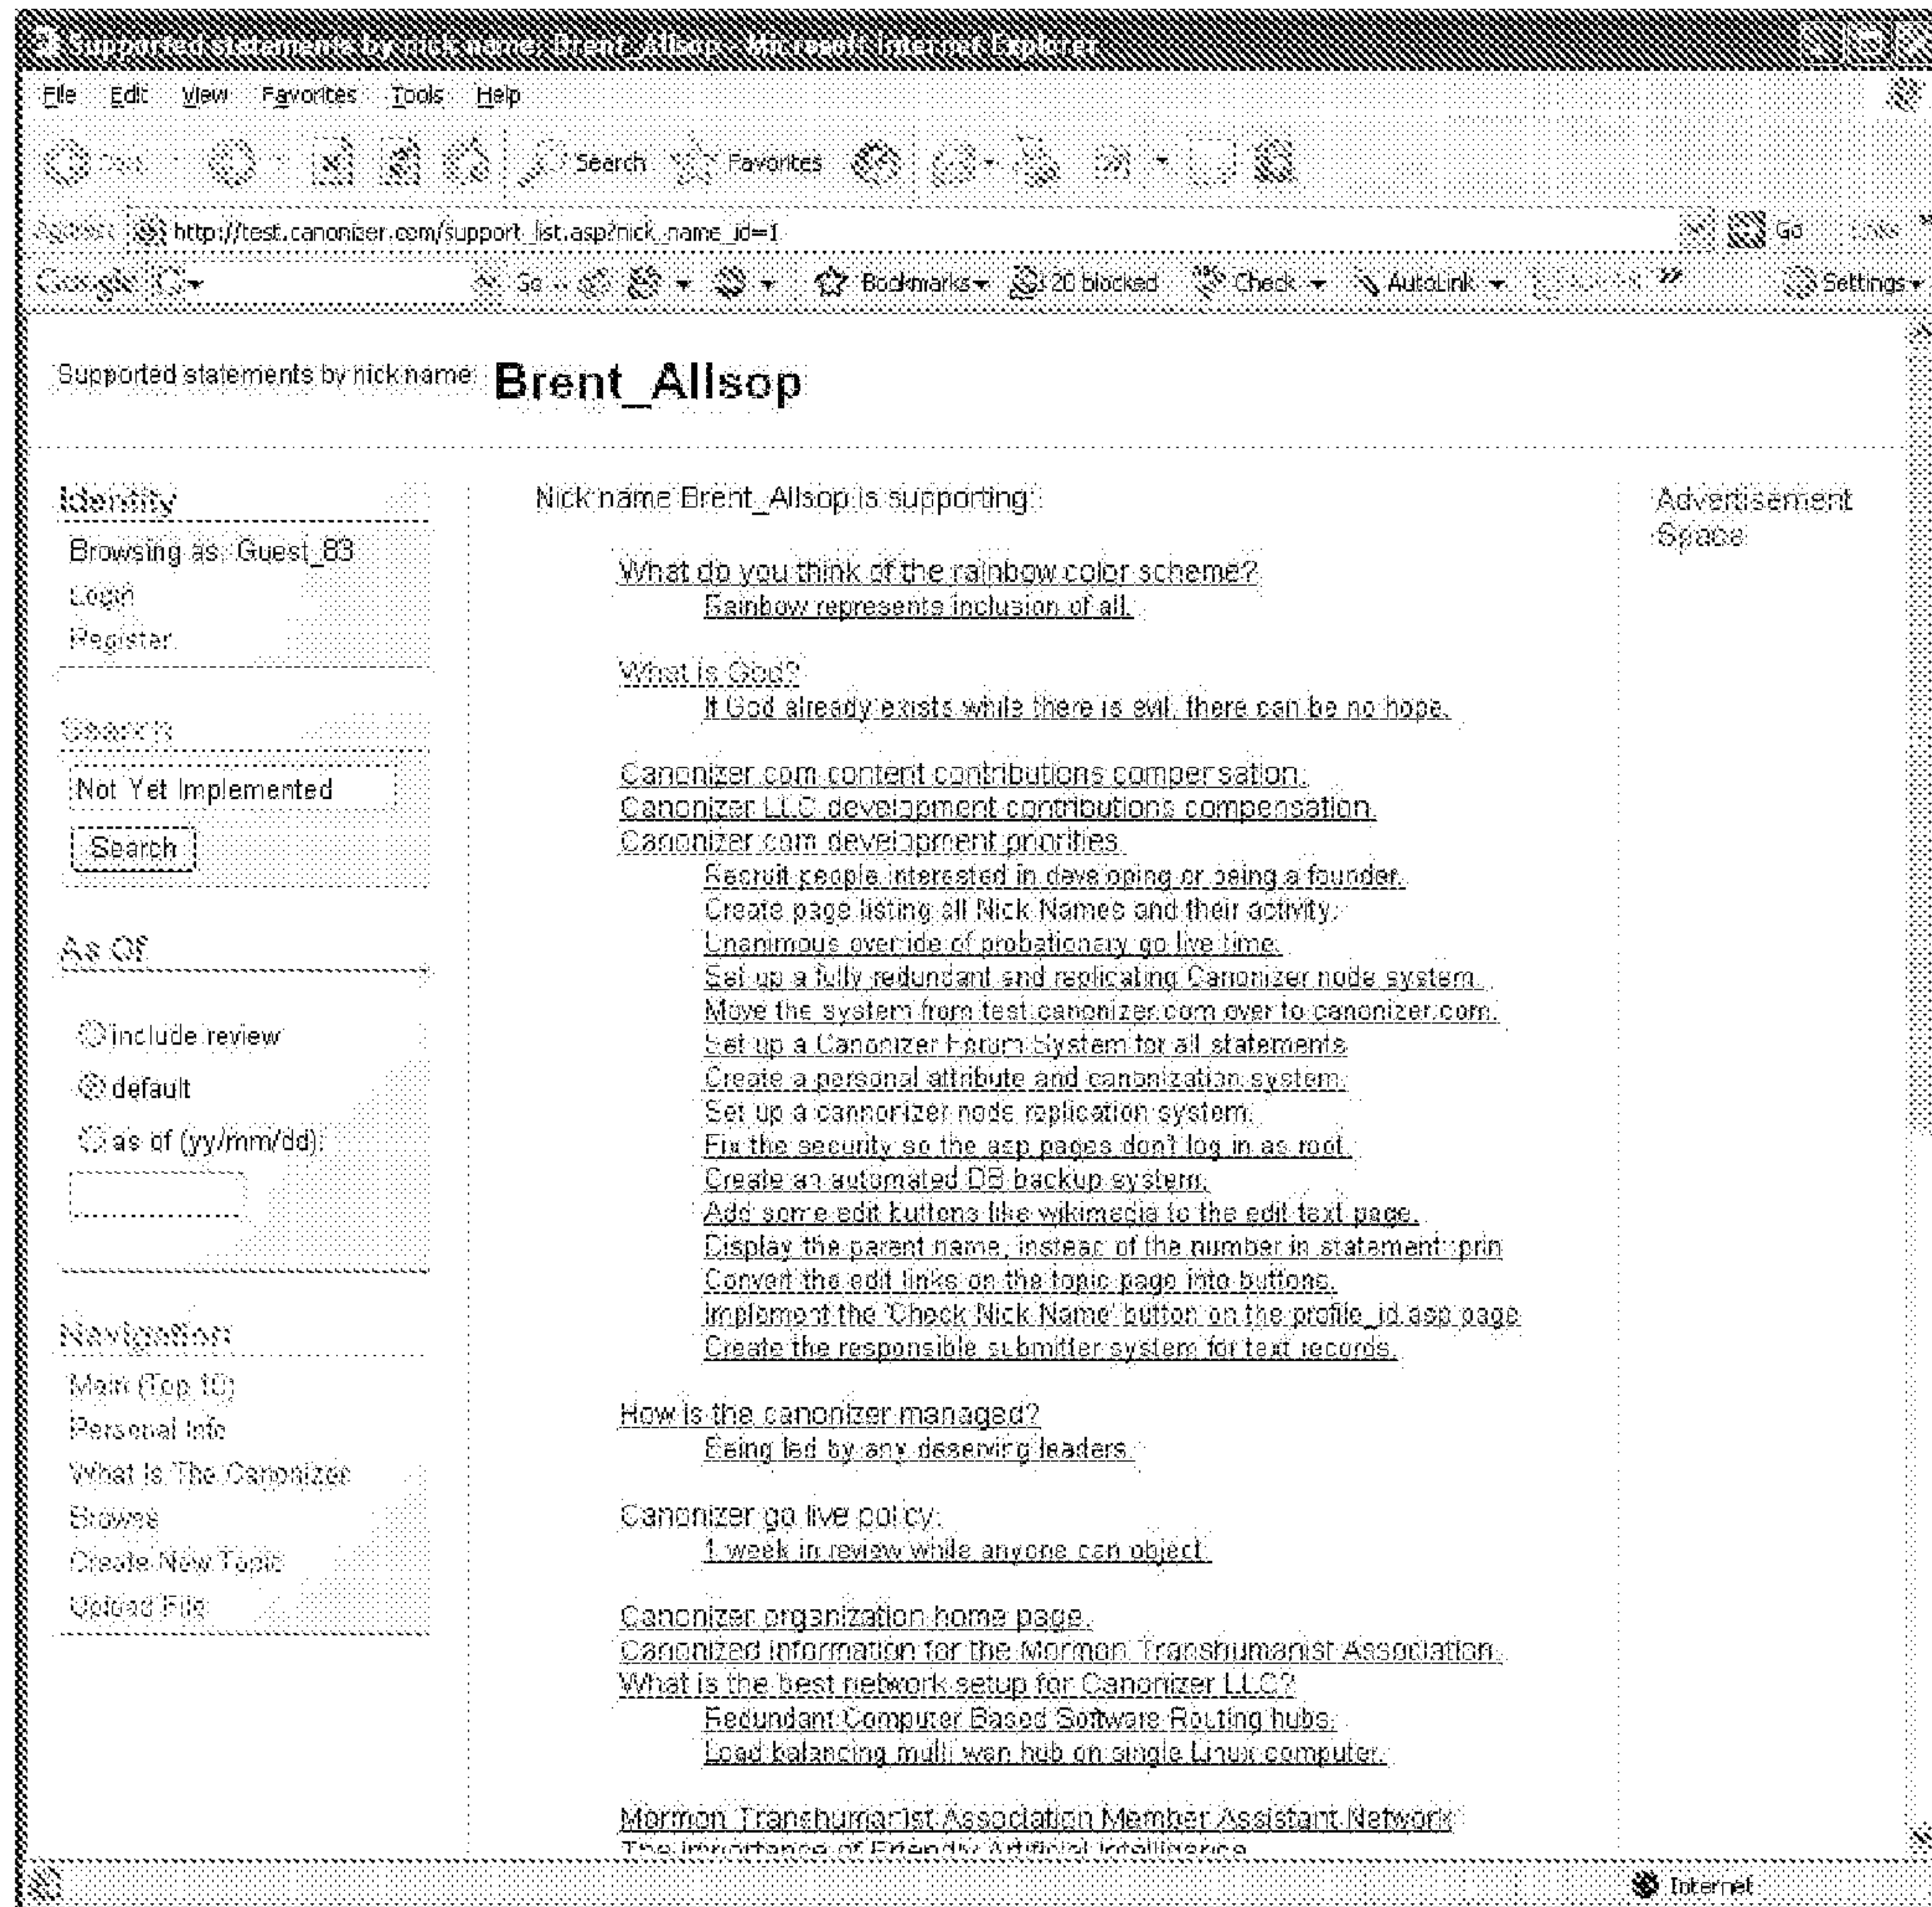 Supported statements by nick name: Brent_Allsop - Microsoft Internet Explorer
File Edit View Favorites Tools Help
Search Favorites
Address http://test.canonizer.com/support_list.asp?nick_name_id=1 Go Links
Google Go Bookmarks 20 blocked Check AutoLink Settings
Supported statements by nick name: Brent_Allsop
Identity
Browsing as: Guest_83
Login
Register
Search
Not Yet Implemented
Search
As Of
include review
default
as of (yy/mm/dd):
Navigation
Main (Top 10)
Personal Info
What Is The Canonizer
Browse
Create New Topic
Upload File
Nick name Brent_Allsop is supporting:
What do you think of the rainbow color scheme?
Rainbow represents inclusion of all.
What is God?
If God already exists while there is evil, there can be no hope.
Canonizer.com content contributions compensation.
Canonizer LLC development contributions compensation.
Canonizer.com development priorities.
Recruit people interested in developing or being a founder.
Create page listing all Nick Names and their activity.
Unanimous override of probationary go live time.
Set up a fully redundant and replicating Canonizer node system.
Move the system from test.canonizer.com over to canonizer.com.
Set up a Canonizer Forum System for all statements
Create a personal attribute and canonization system.
Set up a cannonizer node replication system.
Fix the security so the asp pages don't log in as root.
Create an automated DB backup system.
Add some edit buttons like wikimedia to the edit text page.
Display the parent name, instead of the number in statement::prin
Convert the edit links on the topic page into buttons.
Implement the 'Check Nick Name' button on the profile_id.asp page
Create the responsible submitter system for text records.
How is the canonizer managed?
Being led by any deserving leaders.
Canonizer go live policy.
1 week in review while anyone can object.
Canonizer organization home page.
Canonized information for the Mormon Transhumanist Association.
What is the best network setup for Canonizer LLC?
Redundant Computer Based Software Routing hubs.
Load balancing multi wan hub on single Linux computer.
Mormon Transhumanist Association Member Assistant Network
The Importance of Friendly Artificial Intelligence
Advertisement
Space
Internet